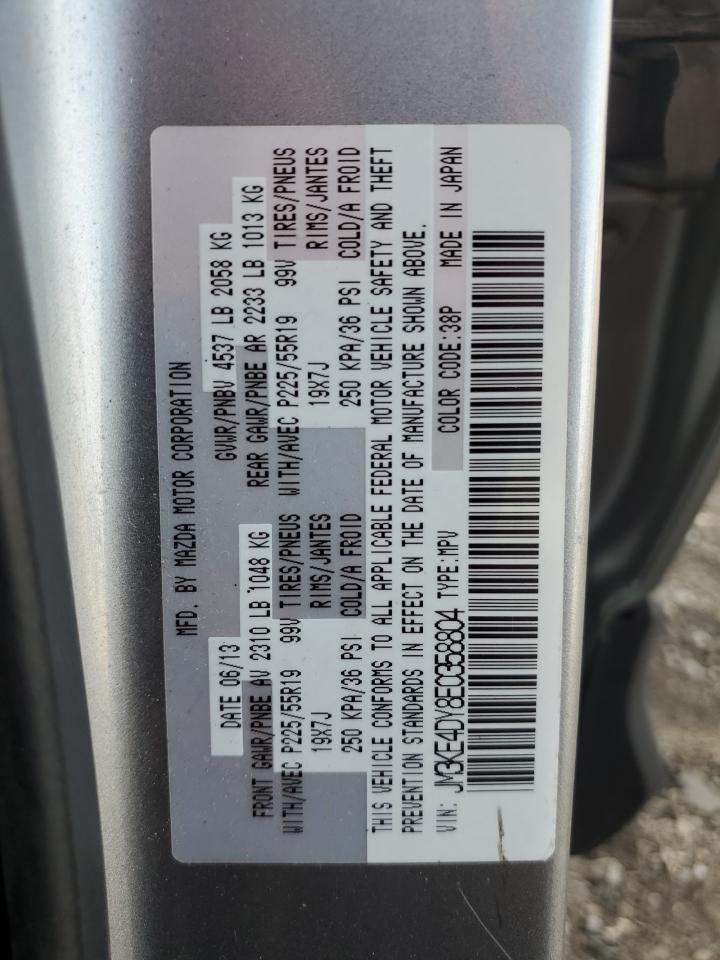 MFD. BY MAZDA MOTOR CORPORATION
DATE 06/13 GVWR/PNBV 4537 LB 2058 KG
FRONT GAWR/PNBE AV 2310 LB 1048 KG REAR GAWR/PNBE AR 2233 LB 1013 KG
WITH/AVEC P225/55R19 99V TIRES/PNEUS WITH/AVEC P225/55R19 99V TIRES/PNEUS
19X7J RIMS/JANTES 19X7J RIMS/JANTES
250 KPA/36 PSI COLD/A FROID 250 KPA/36 PSI COLD/A FROID
THIS VEHICLE CONFORMS TO ALL APPLICABLE FEDERAL MOTOR VEHICLE SAFETY AND THEFT
PREVENTION STANDARDS IN EFFECT ON THE DATE OF MANUFACTURE SHOWN ABOVE.
VIN: JM3KE4DY8E0358804 TYPE:MPV COLOR CODE:38P MADE IN JAPAN